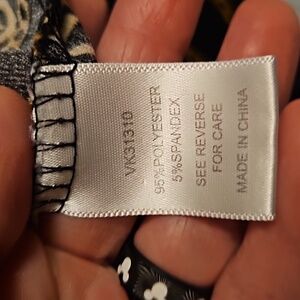 VK31310
95%POLYESTER
5%SPANDEX
SEE REVERSE
FOR CARE
MADE IN CHINA